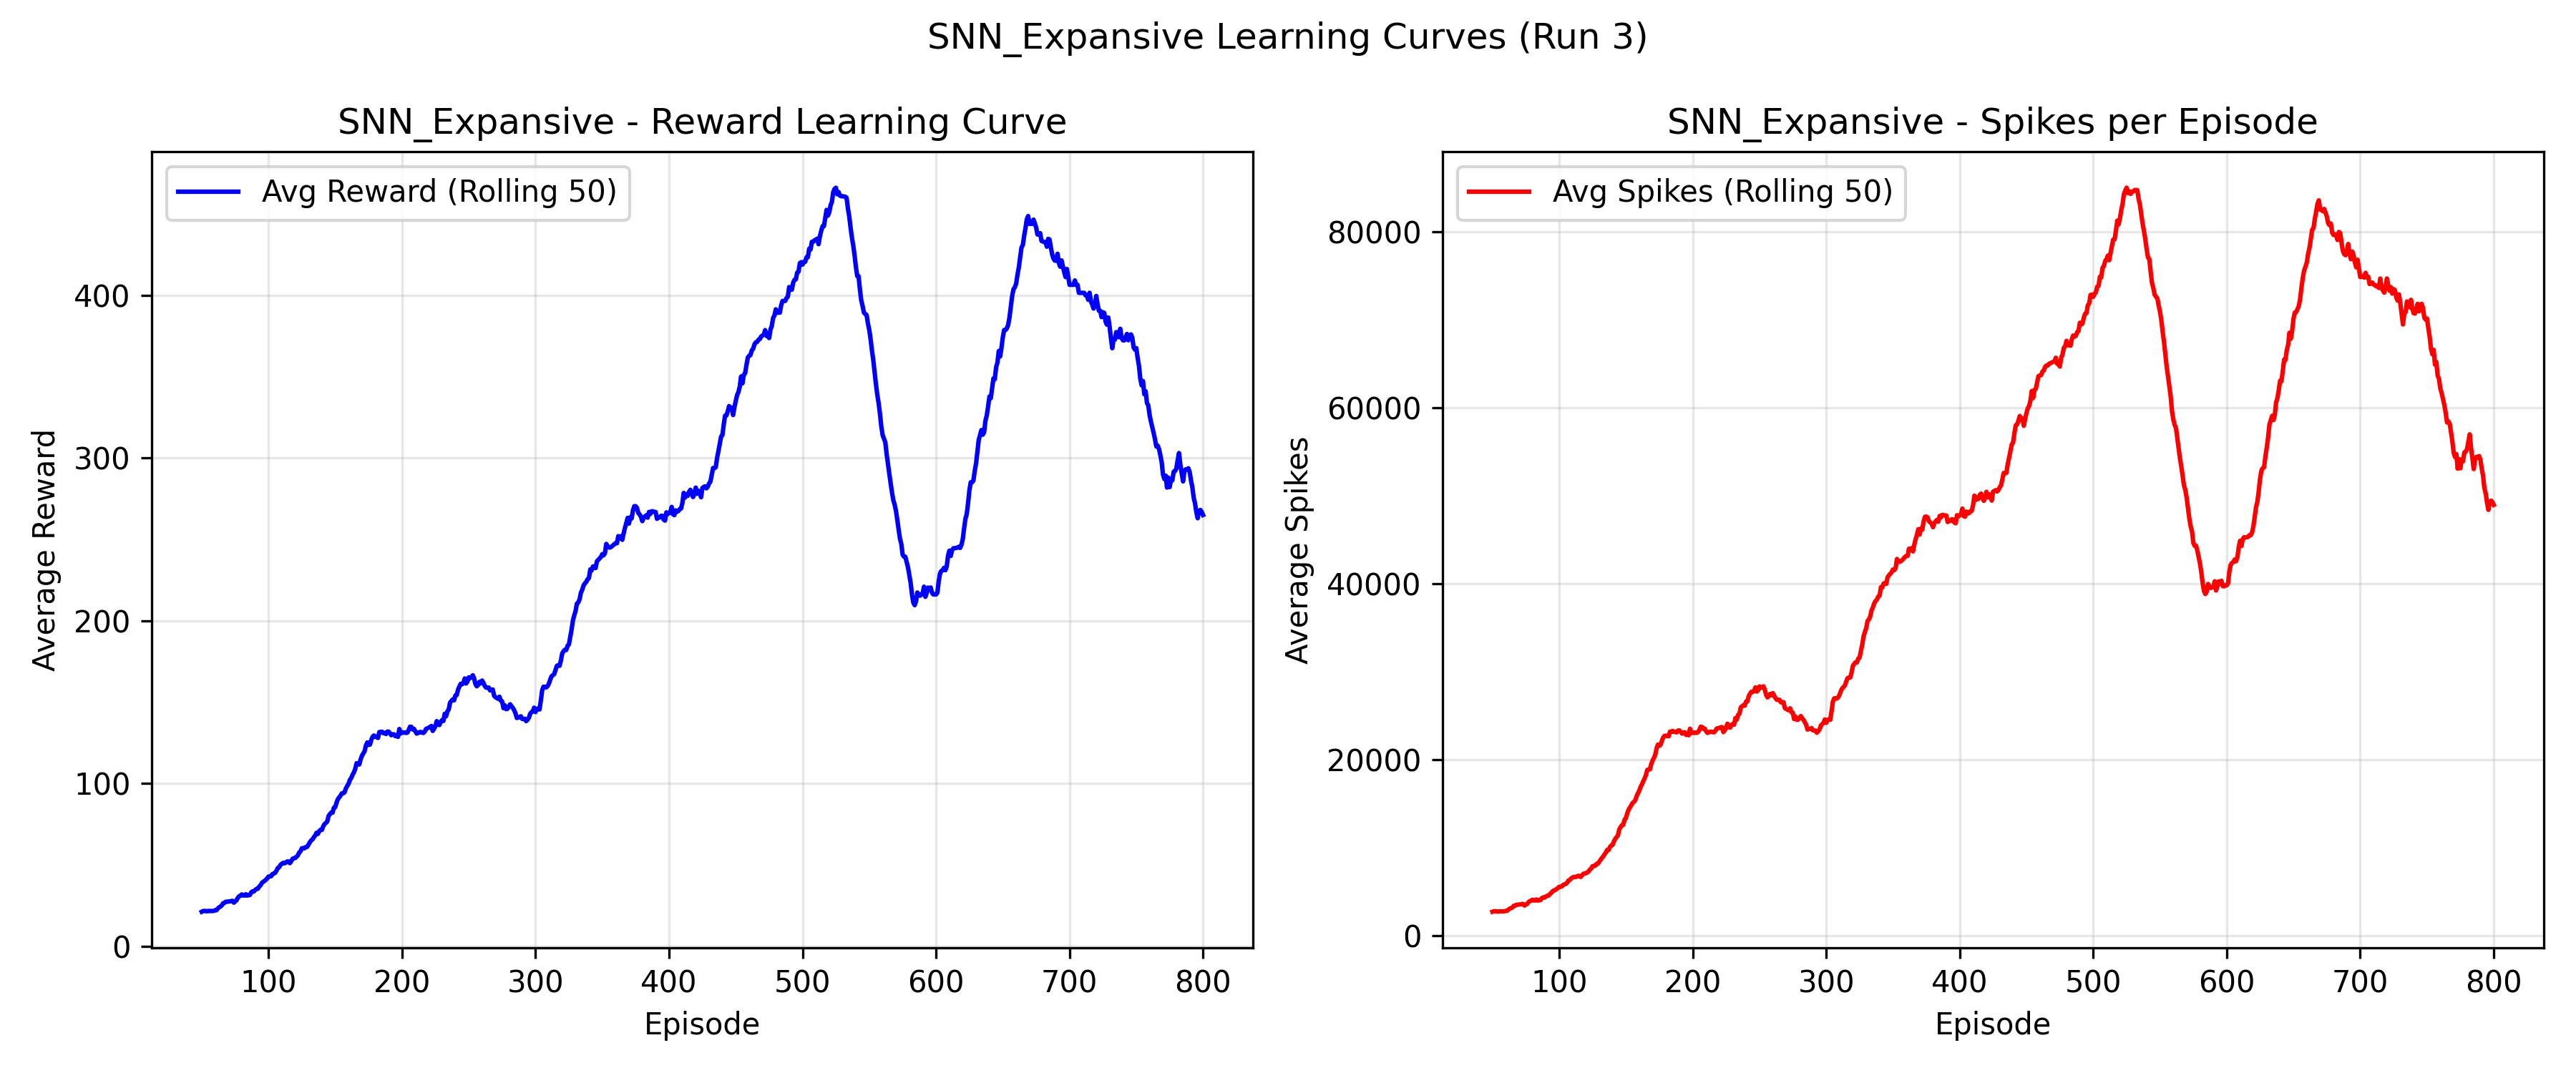 SNN_Expansive Learning Curves (Run 3)
SNN_Expansive - Reward Learning Curve
Avg Reward (Rolling 50)
Average Reward
400
300
200
100
0
100 200 300 400 500 600 700 800
Episode
SNN_Expansive - Spikes per Episode
Avg Spikes (Rolling 50)
Average Spikes
80000
60000
40000
20000
0
100 200 300 400 500 600 700 800
Episode